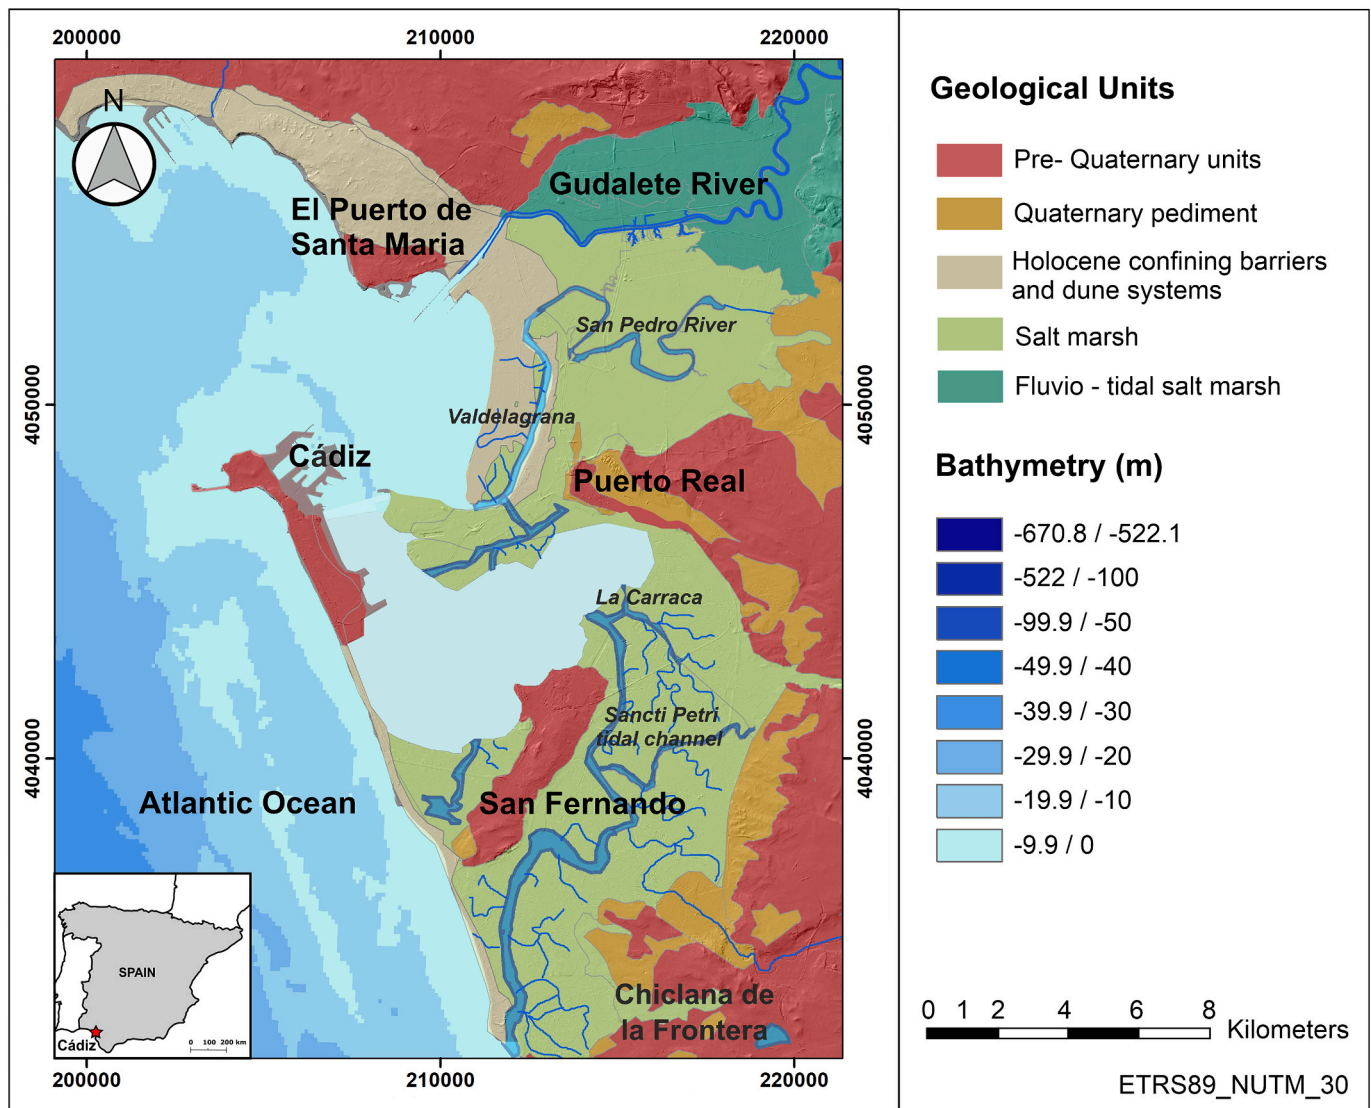 200000
210000
220000
N
Gudalete River
El Puerto de
Santa Maria
San Pedro River
4050000
4050000
Valdelagrana
Cádiz
Puerto Real
La Carraca
Sancti Petri
tidal channel
4040000
4040000
Atlantic Ocean
San Fernando
Chiclana de
la Frontera
SPAIN
Cádiz
0 100 200 km
200000
210000
220000
Geological Units
Pre- Quaternary units
Quaternary pediment
Holocene confining barriers
and dune systems
Salt marsh
Fluvio - tidal salt marsh
Bathymetry (m)
-670.8 / -522.1
-522 / -100
-99.9 / -50
-49.9 / -40
-39.9 / -30
-29.9 / -20
-19.9 / -10
-9.9 / 0
0 1 2 4 6 8
Kilometers
ETRS89_NUTM_30